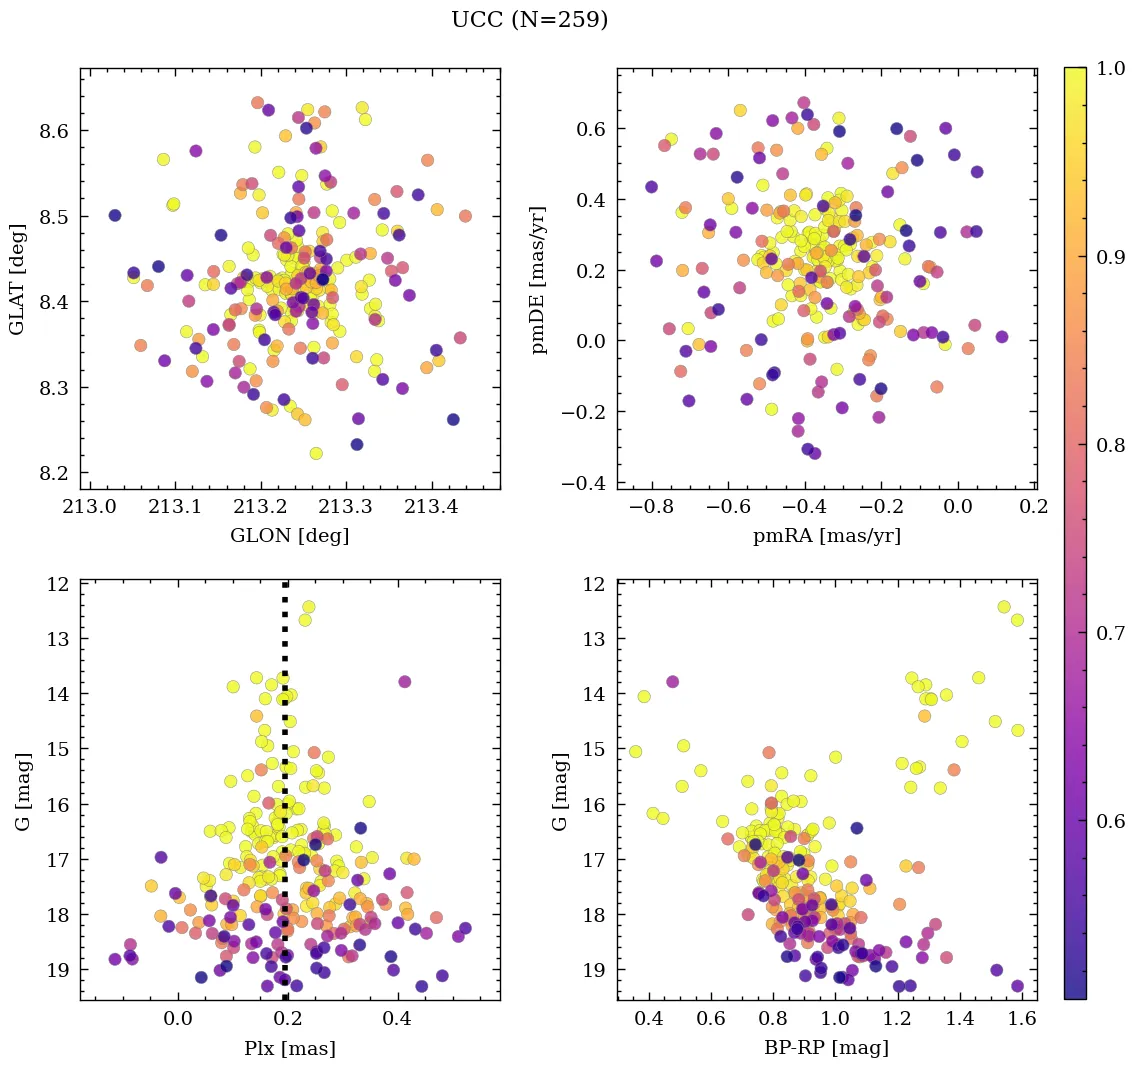 UCC (N=259)
8.6
8.5
8.4
8.3
8.2
GLAT [deg]
213.0 213.1 213.2 213.3 213.4
GLON [deg]
0.6
0.4
0.2
0.0
−0.2
−0.4
pmDE [mas/yr]
−0.8 −0.6 −0.4 −0.2 0.0 0.2
pmRA [mas/yr]
12
13
14
15
16
17
18
19
G [mag]
0.0 0.2 0.4
Plx [mas]
12
13
14
15
16
17
18
19
G [mag]
0.4 0.6 0.8 1.0 1.2 1.4 1.6
BP-RP [mag]
1.0
0.9
0.8
0.7
0.6